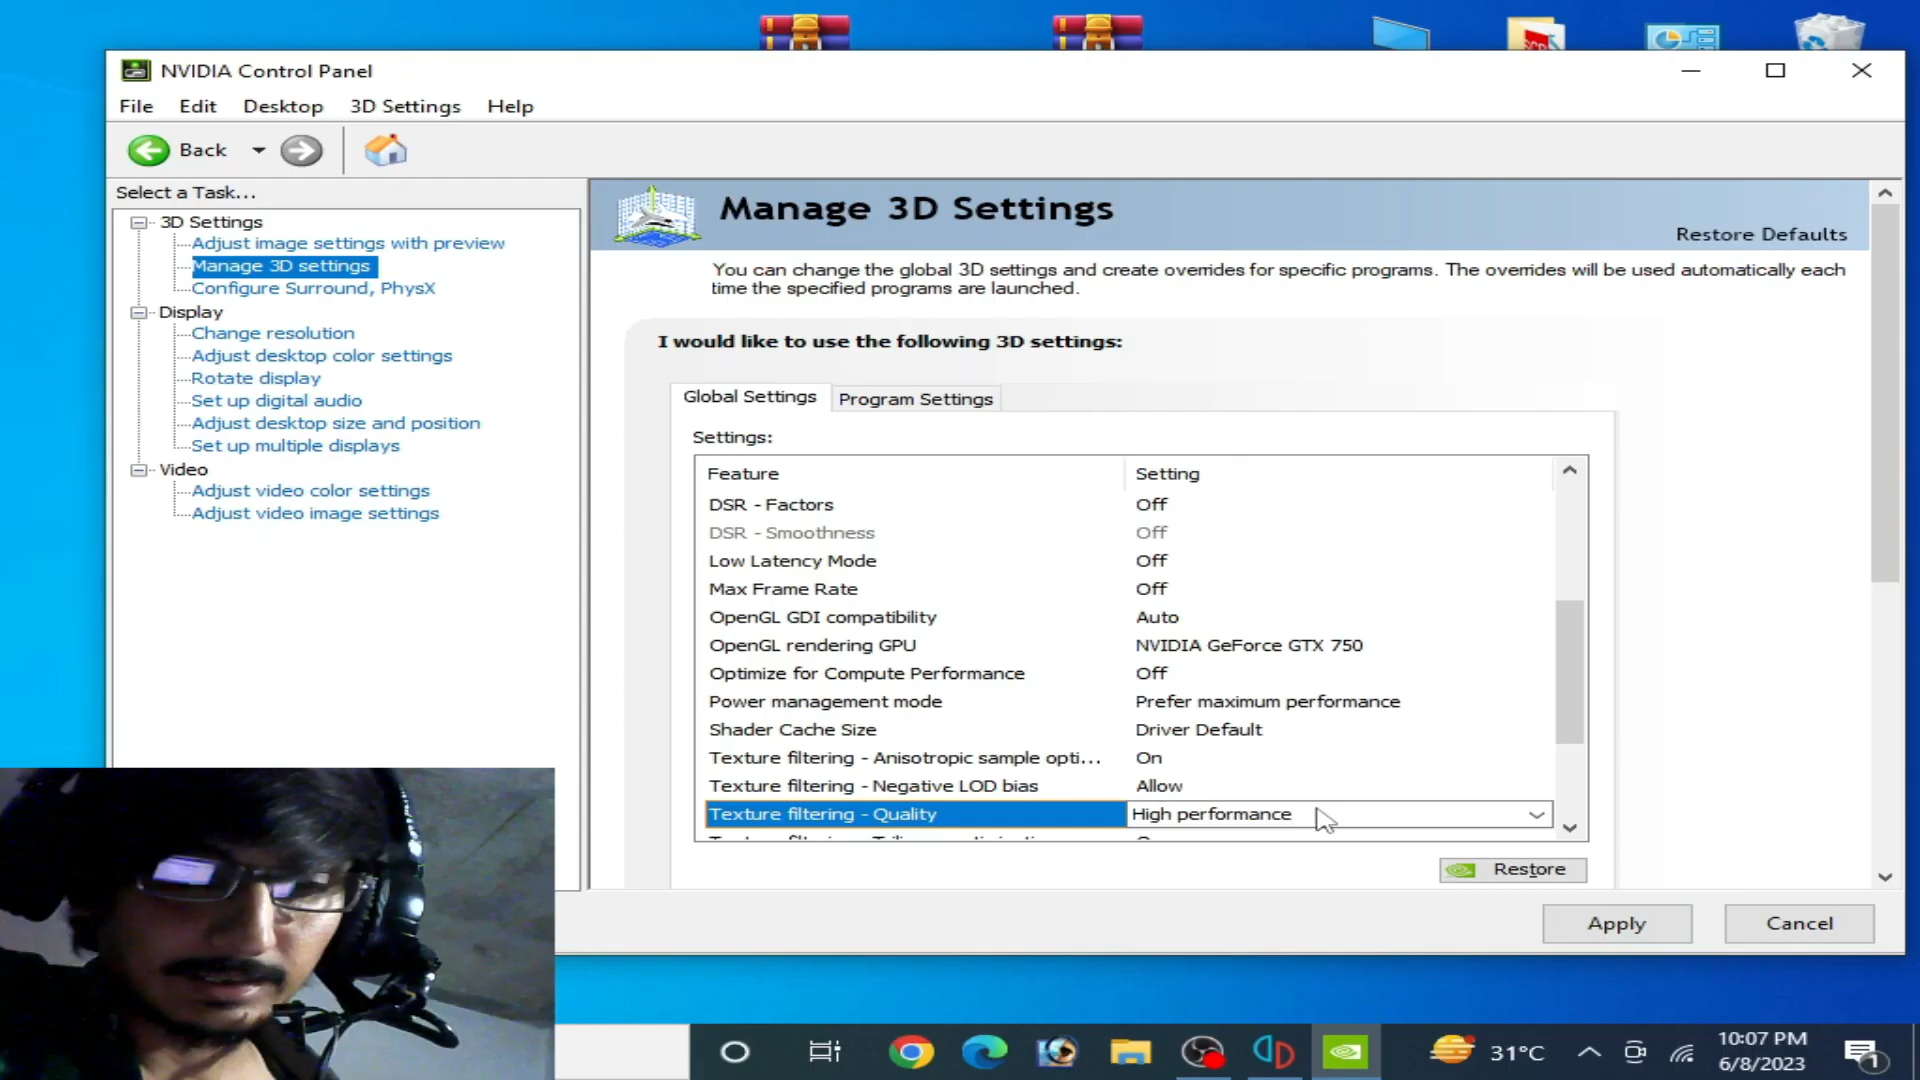 NVIDIA Control Panel
File Edit Desktop 3D Settings Help
Back
Select a Task...
3D Settings
Adjust image settings with preview
Manage 3D settings
Configure Surround, PhysX
Display
Change resolution
Adjust desktop color settings
Rotate display
Set up digital audio
Adjust desktop size and position
Set up multiple displays
Video
Adjust video color settings
Adjust video image settings
Manage 3D Settings
Restore Defaults
You can change the global 3D settings and create overrides for specific programs. The overrides will be used automatically each
time the specified programs are launched.
I would like to use the following 3D settings:
Global Settings Program Settings
Settings:
Feature Setting
DSR - Factors Off
DSR - Smoothness Off
Low Latency Mode Off
Max Frame Rate Off
OpenGL GDI compatibility Auto
OpenGL rendering GPU NVIDIA GeForce GTX 750
Optimize for Compute Performance Off
Power management mode Prefer maximum performance
Shader Cache Size Driver Default
Texture filtering - Anisotropic sample opti... On
Texture filtering - Negative LOD bias Allow
Texture filtering - Quality High performance
Restore
Apply Cancel
31°C
10:07 PM
6/8/2023
1